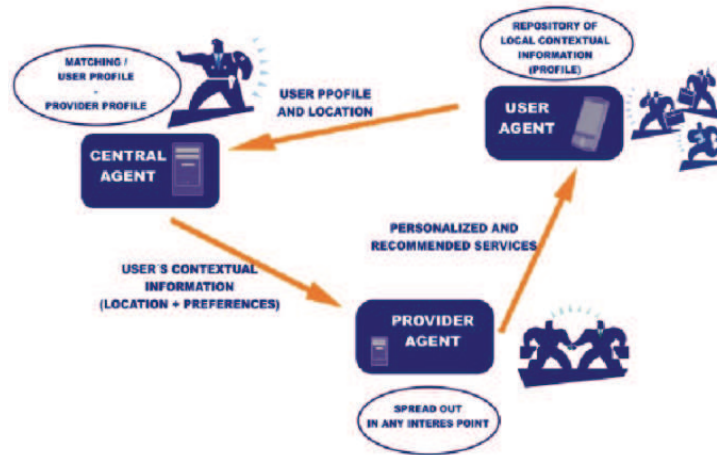 MATCHING /
USER PROFILE
-
PROVIDER PROFILE
REPOSITORY OF
LOCAL CONTEXTUAL
INFORMATION
(PROFILE)
USER PPOFILE
AND LOCATION
USER
AGENT
CENTRAL
AGENT
PERSONALIZED AND
RECOMMENDED SERVICES
USER´S CONTEXTUAL
INFORMATION
(LOCATION + PREFERENCES)
PROVIDER
AGENT
SPREAD OUT
IN ANY INTERES POINT